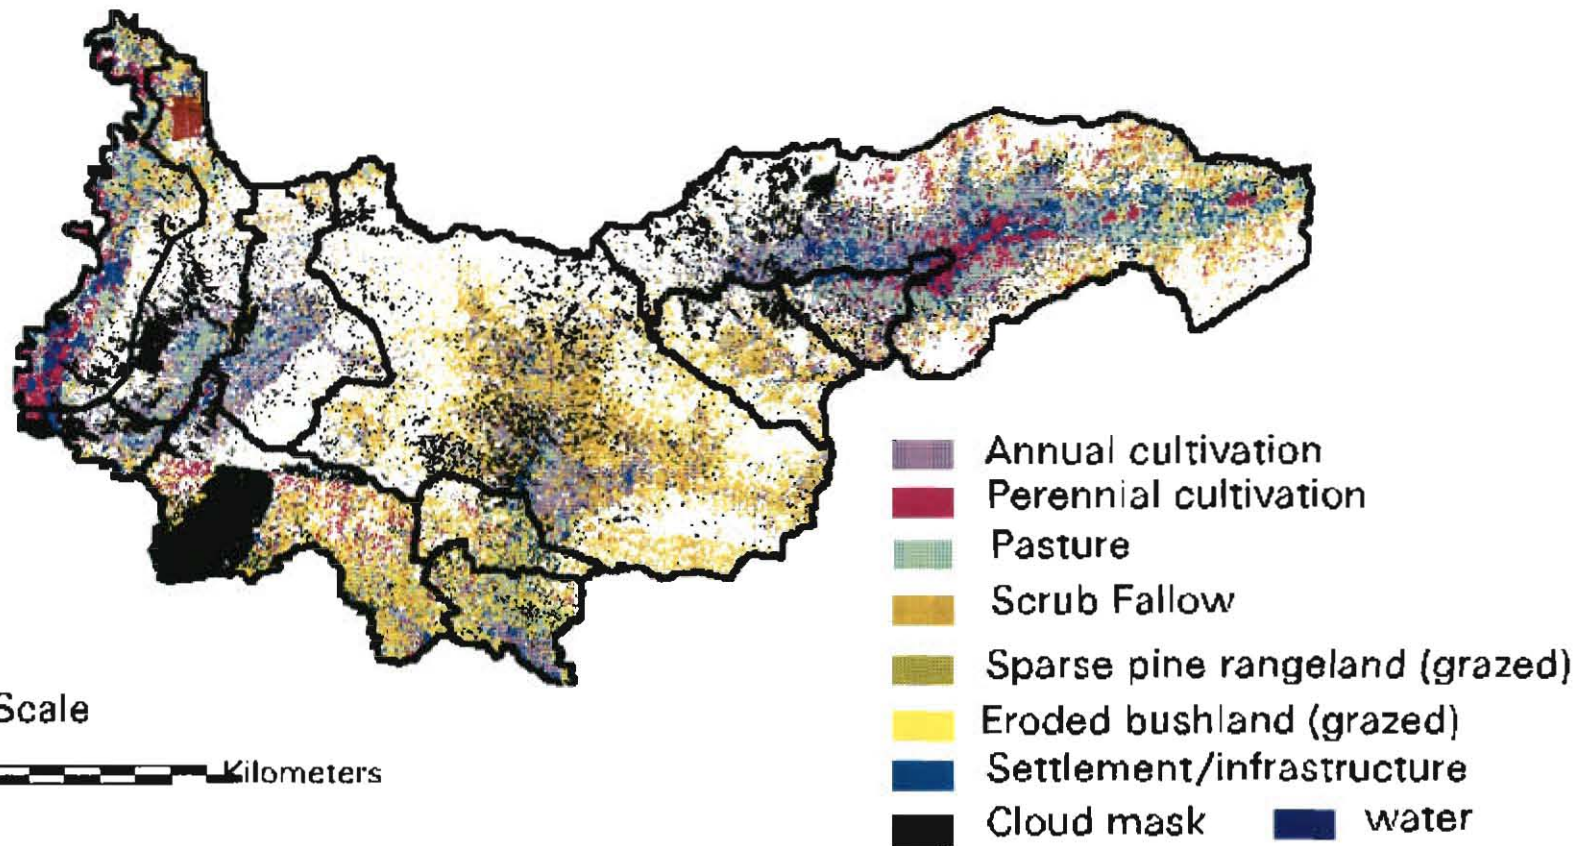 Annual cultivation
Perennial cultivation
Pasture
Scrub Fallow
Sparse pine rangeland (grazed)
Eroded bushland (grazed)
Settlement/infrastructure
Cloud mask water
Scale
Kilometers